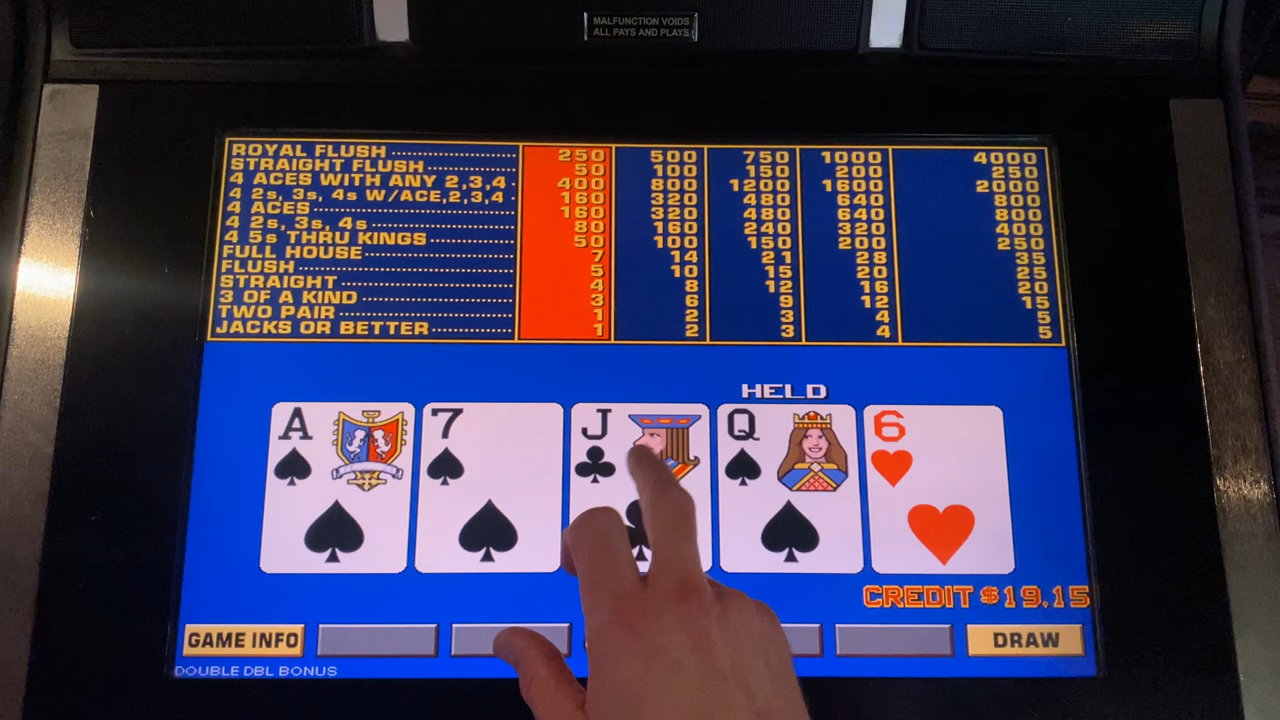 MALFUNCTION VOIDS
ALL PAYS AND PLAYS
ROYAL FLUSH 250 500 750 1000 4000
STRAIGHT FLUSH 50 100 150 200 250
4 ACES WITH ANY 2,3,4 400 800 1200 1600 2000
4 2s, 3s, 4s W/ACE,2,3,4 160 320 480 640 800
4 ACES 160 320 480 640 800
4 2s, 3s, 4s 80 160 240 320 400
4 5s THRU KINGS 50 100 150 200 250
FULL HOUSE 7 14 21 28 35
FLUSH 5 10 15 20 25
STRAIGHT 4 8 12 16 20
3 OF A KIND 3 6 9 12 15
TWO PAIR 1 2 3 4 5
JACKS OR BETTER 1 2 3 4 5
HELD
A 7 J Q 6
CREDIT $19.15
GAME INFO DRAW
DOUBLE DBL BONUS